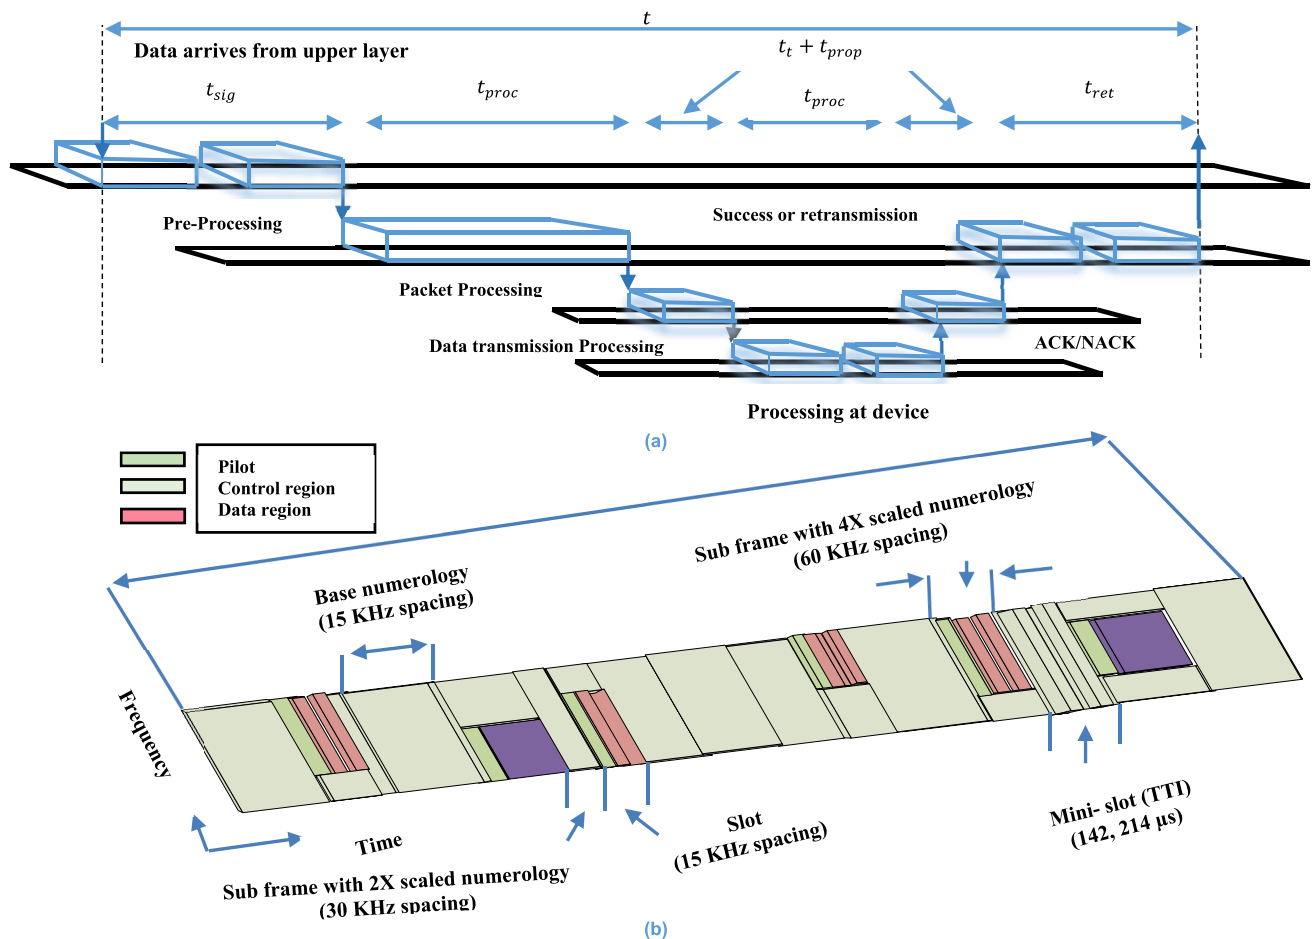 t
Data arrives from upper layer
t_t + t_prop
t_sig
t_proc
t_proc
t_ret
Pre-Processing
Success or retransmission
Packet Processing
Data transmission Processing
ACK/NACK
Processing at device
(a)
Pilot
Control region
Data region
Sub frame with 4X scaled numerology
(60 KHz spacing)
Base numerology
(15 KHz spacing)
Frequency
Time
Slot
(15 KHz spacing)
Mini- slot (TTI)
(142, 214 µs)
Sub frame with 2X scaled numerology
(30 KHz spacing)
(b)